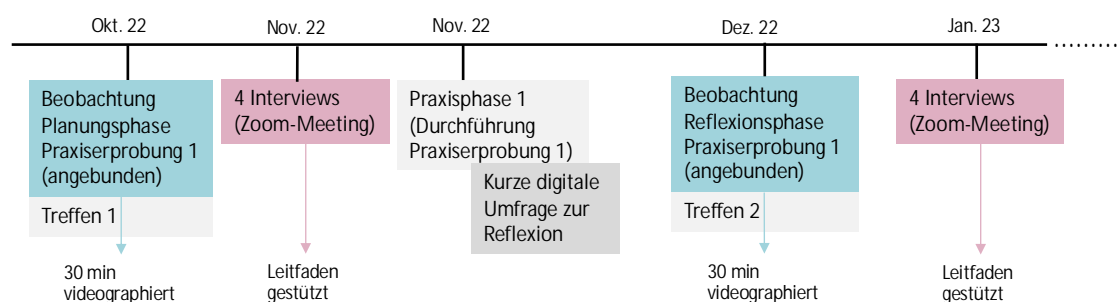 Okt. 22
Nov. 22
Nov. 22
Dez. 22
Jan. 23
Beobachtung
Planungsphase
Praxiserprobung 1
(angebunden)
Treffen 1
30 min
videographiert
4 Interviews
(Zoom-Meeting)
Leitfaden
gestützt
Praxisphase 1
(Durchführung
Praxiserprobung 1)
Kurze digitale
Umfrage zur
Reflexion
Beobachtung
Reflexionsphase
Praxiserprobung 1
(angebunden)
Treffen 2
30 min
videographiert
4 Interviews
(Zoom-Meeting)
Leitfaden
gestützt